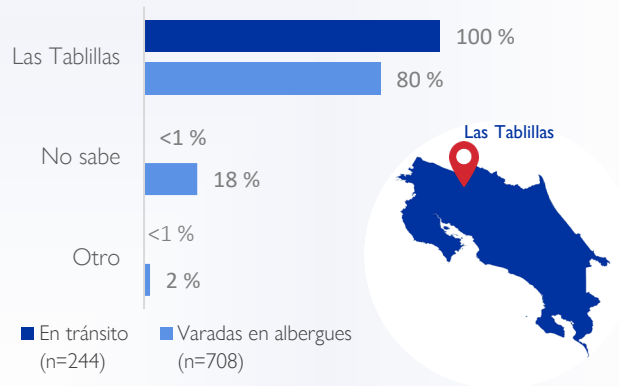 Las Tablillas
100 %
80 %
No sabe
<1 %
18 %
Otro
<1 %
2 %
En tránsito
(n=244)
Varadas en albergues
(n=708)
Las Tablillas